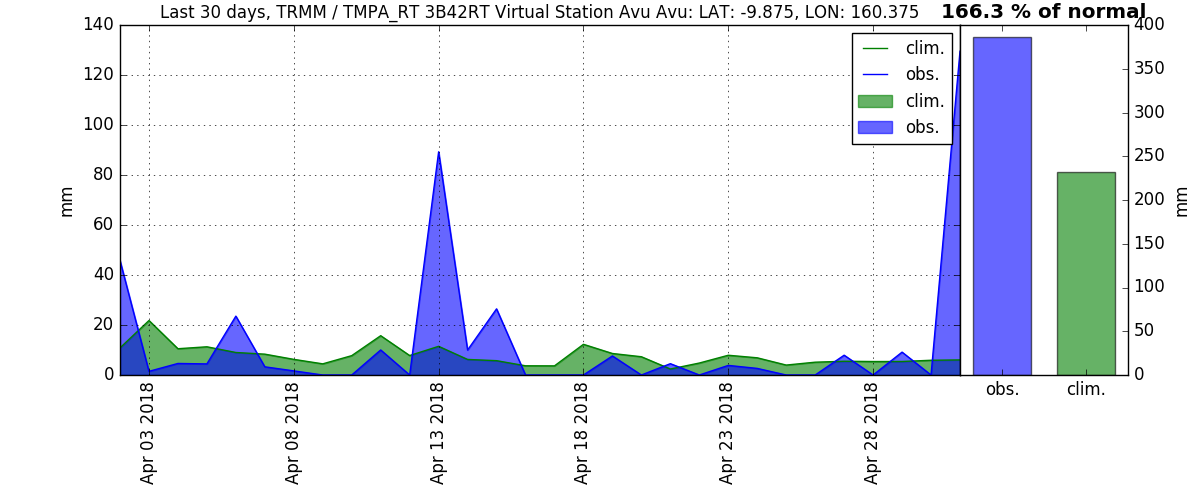 Last 30 days, TRMM / TMPA_RT 3B42RT Virtual Station Avu Avu: LAT: -9.875, LON: 160.375
166.3 % of normal
mm
140
120
100
80
60
40
20
0
clim.
obs.
clim.
obs.
Apr 03 2018
Apr 08 2018
Apr 13 2018
Apr 18 2018
Apr 23 2018
Apr 28 2018
400
350
300
250
200
150
100
50
0
mm
obs.
clim.